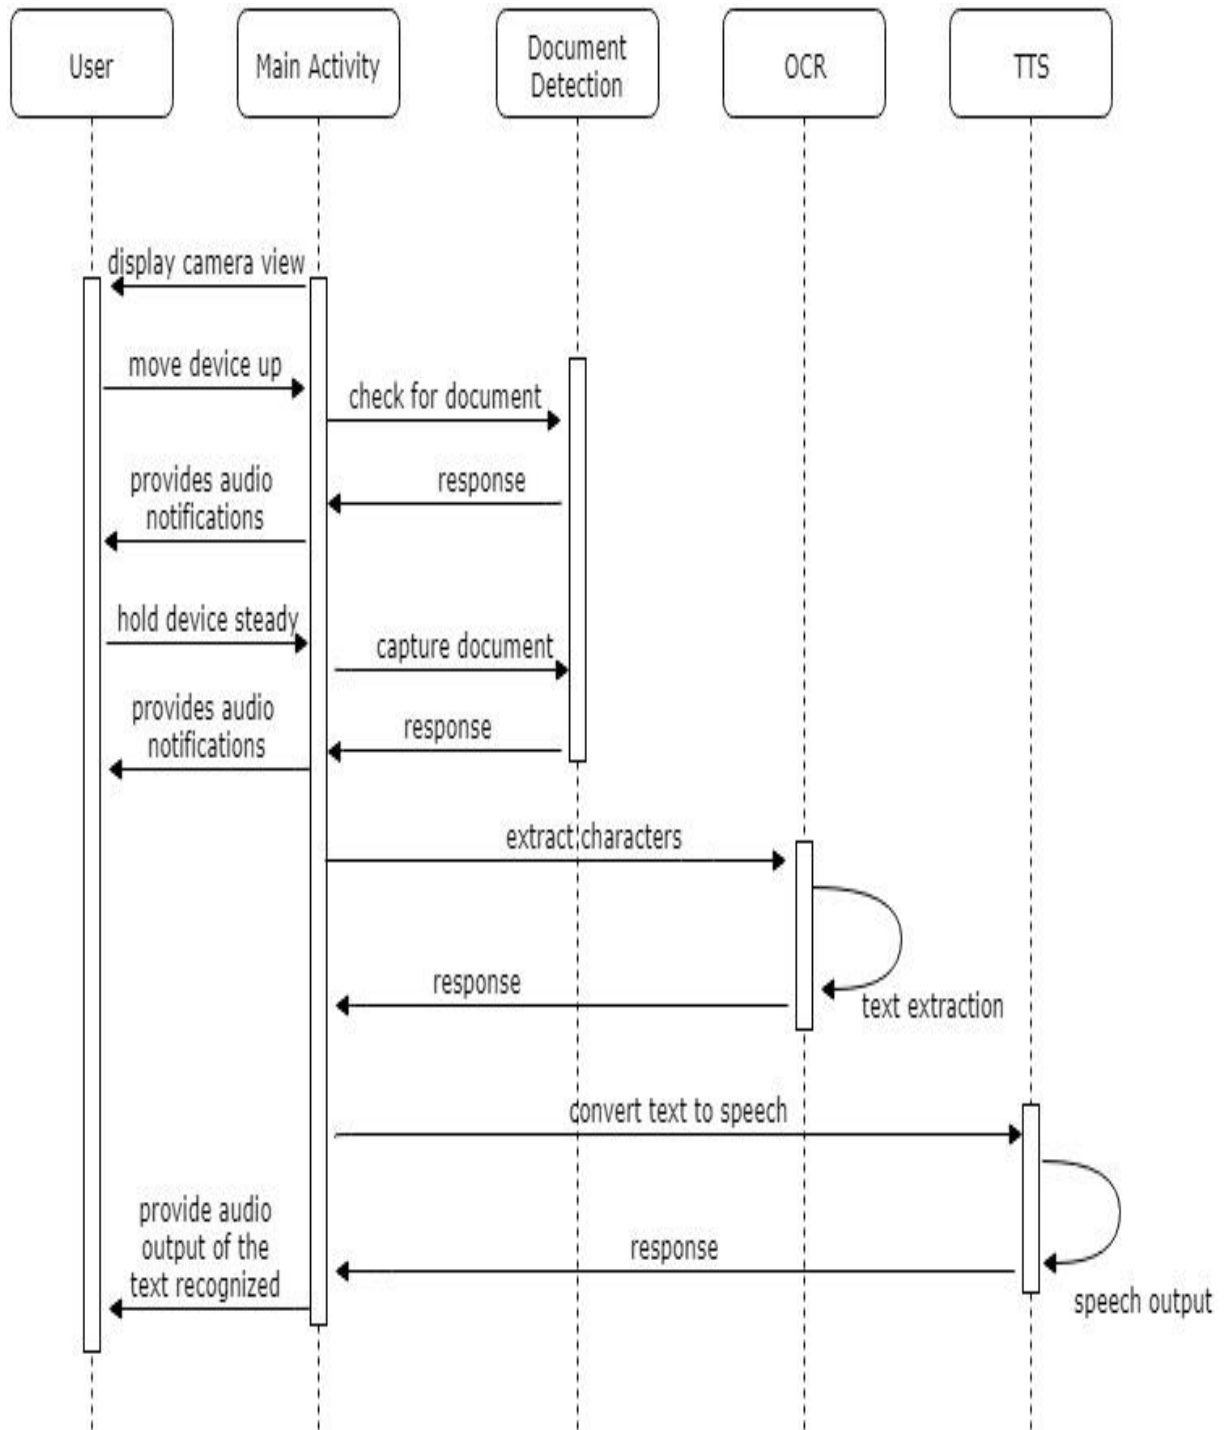 User
Main Activity
Document
Detection
OCR
TTS
display camera view
move device up
check for document
provides audio
notifications
response
hold device steady
capture document
provides audio
notifications
response
extract characters
response
text extraction
convert text to speech
provide audio
output of the
text recognized
response
speech output